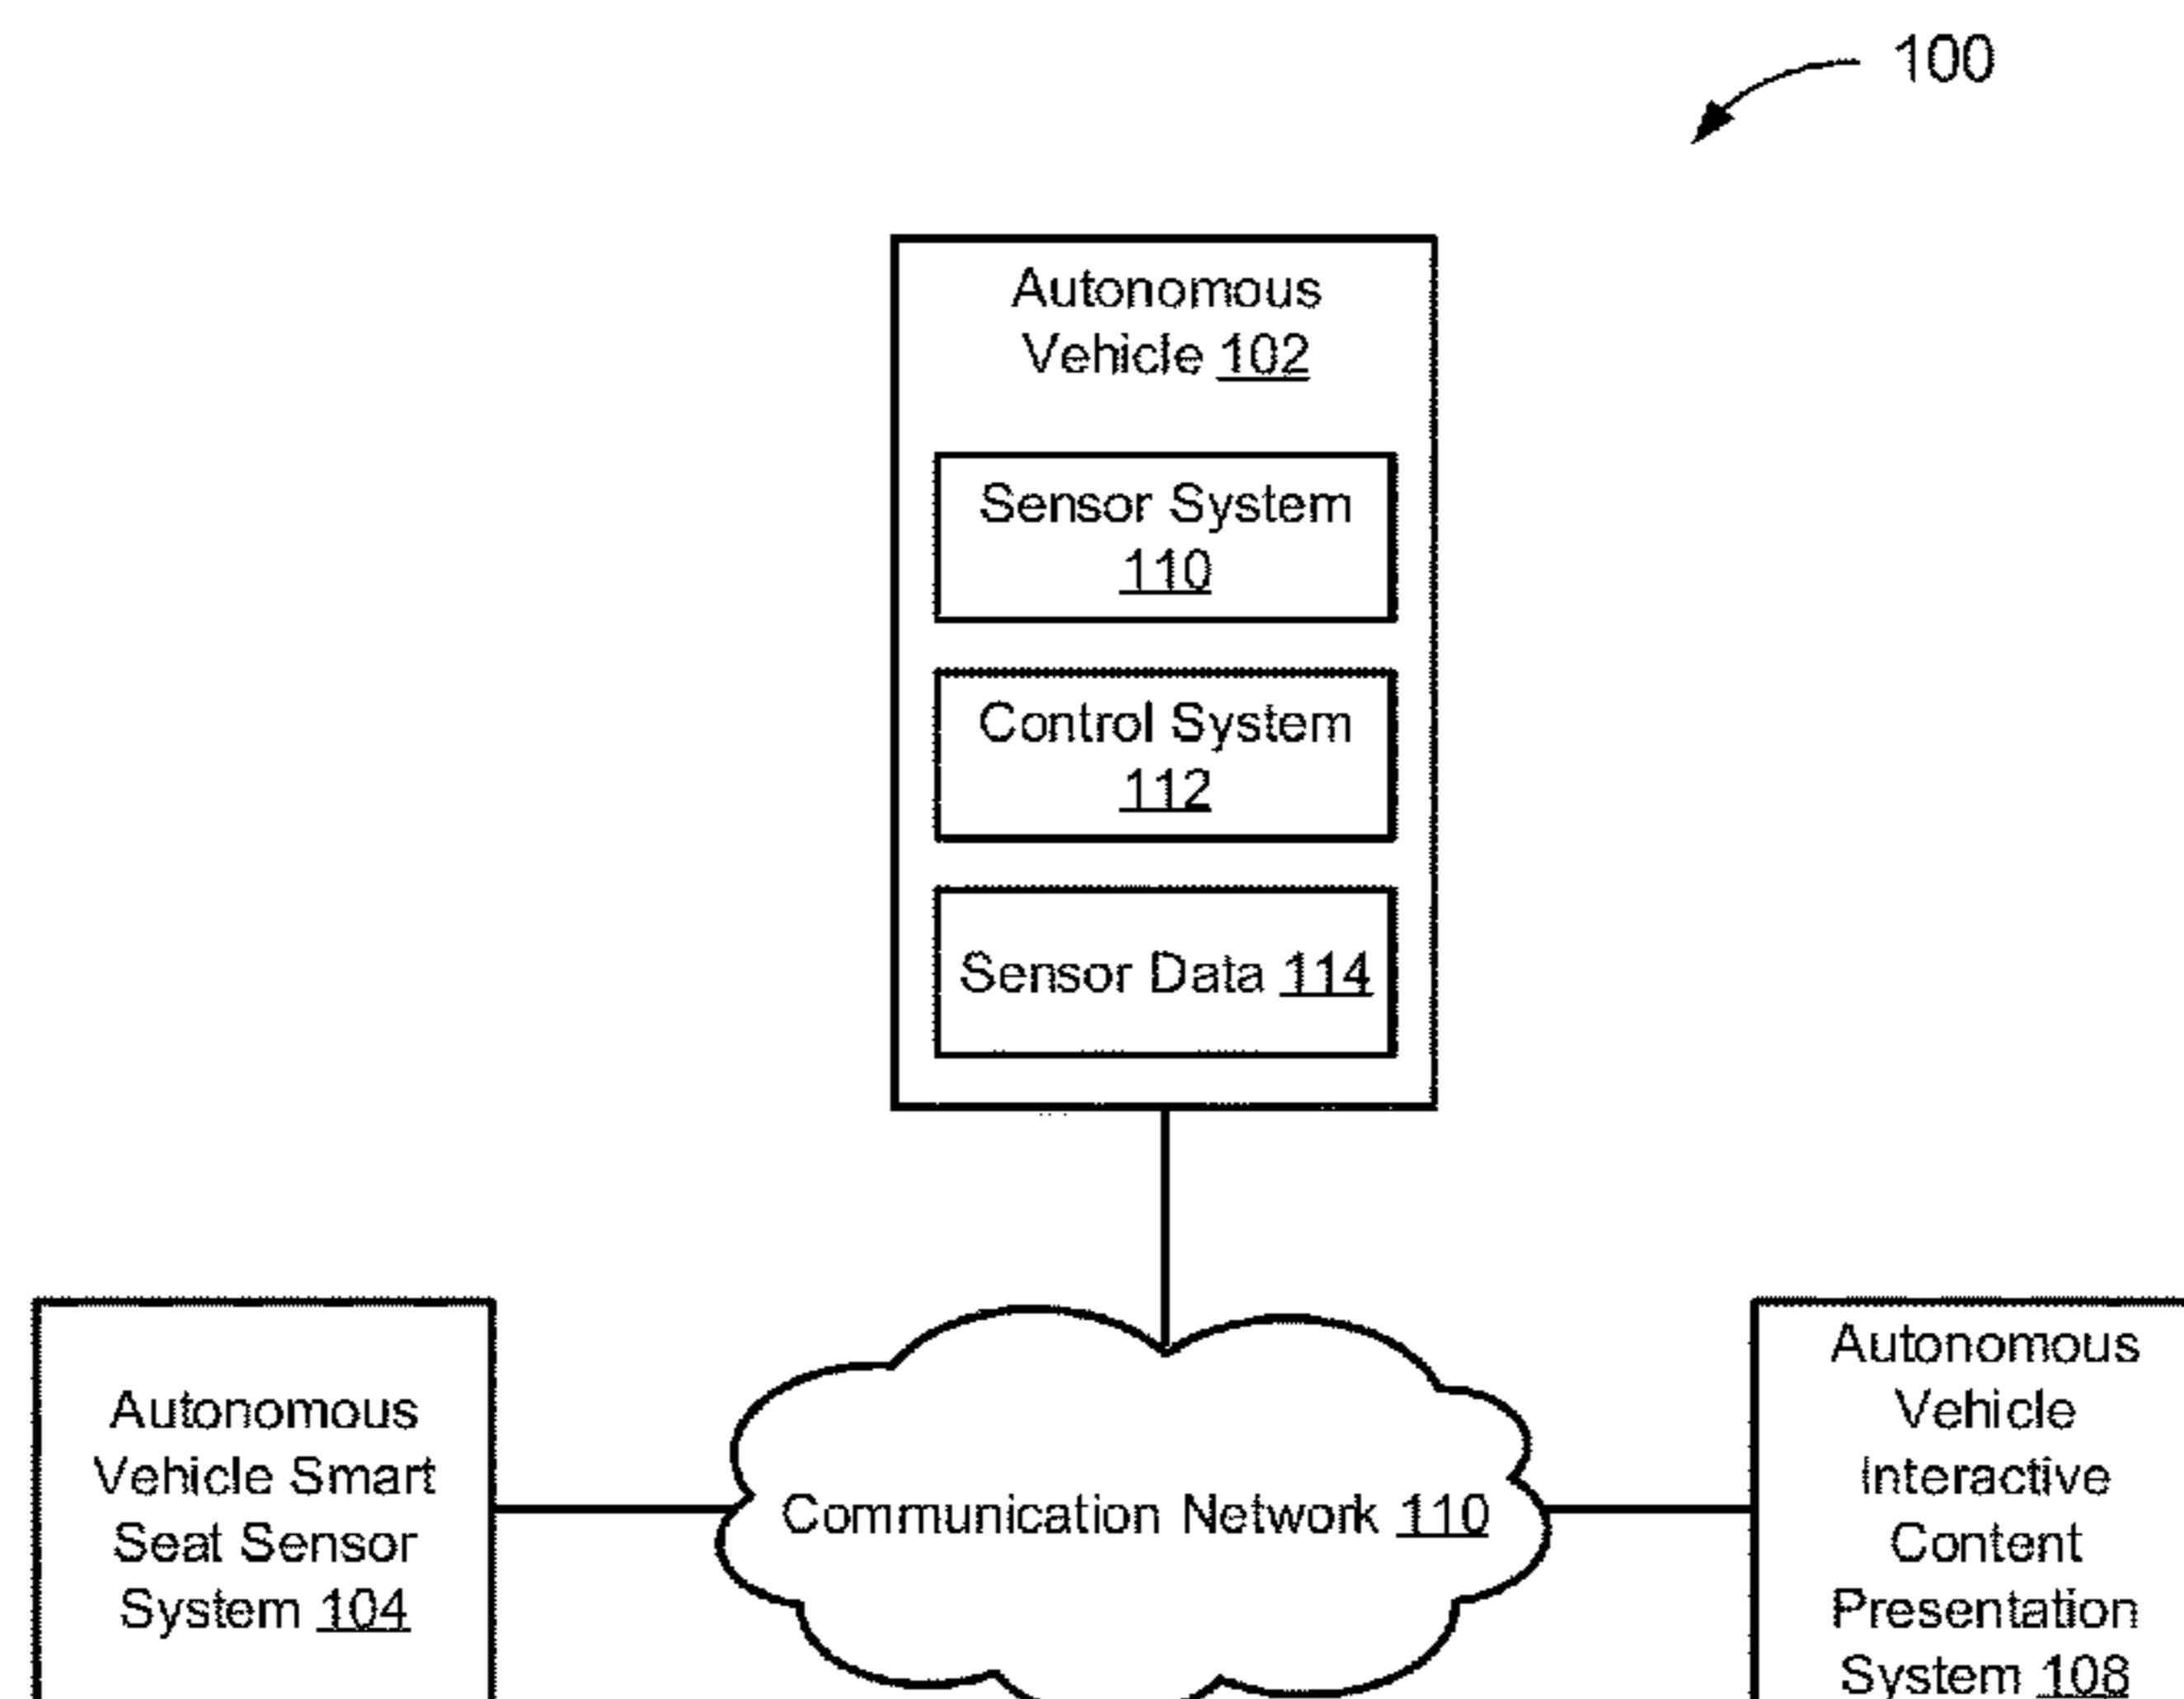 100
Autonomous
Vehicle 102
Sensor System
110
Control System
112
Sensor Data 114
Autonomous
Vehicle Smart
Seat Sensor
System 104
Communication Network 110
Autonomous
Vehicle
Interactive
Content
Presentation
System 108